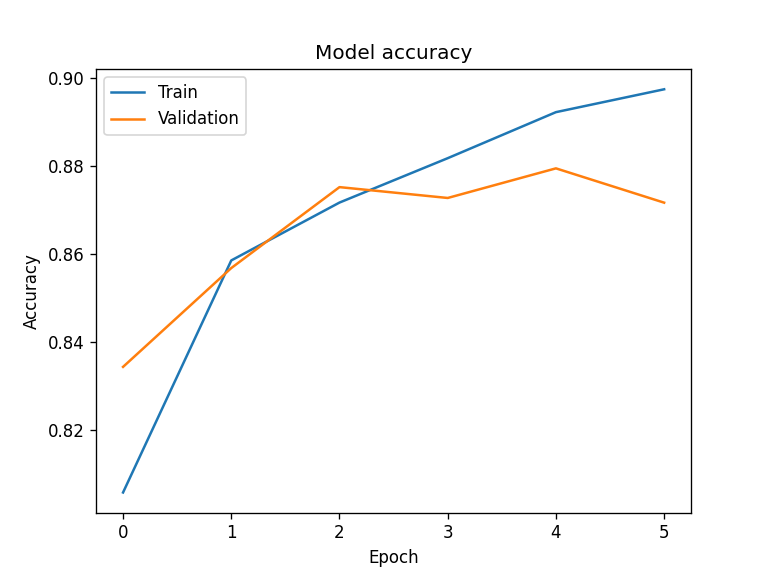 Model accuracy
0.90
0.88
0.86
0.84
0.82
Accuracy
Train
Validation
0 1 2 3 4 5
Epoch